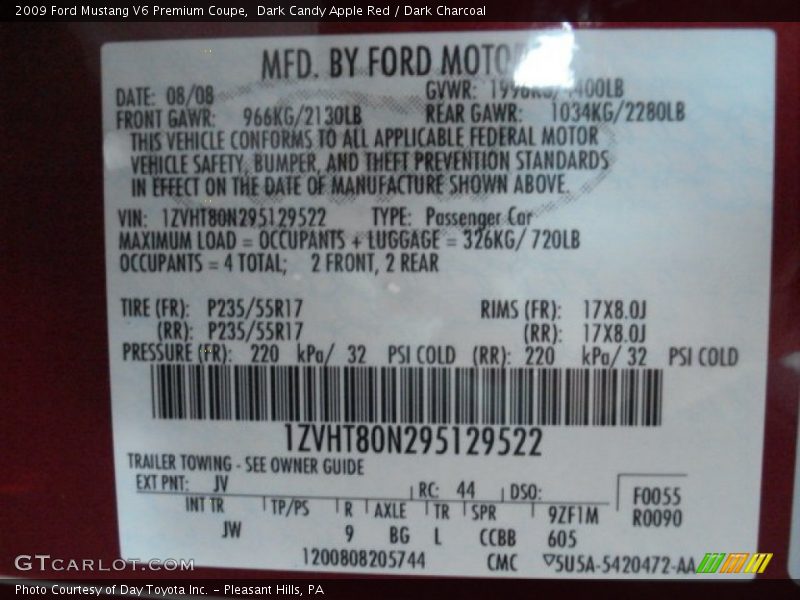 2009 Ford Mustang V6 Premium Coupe, Dark Candy Apple Red / Dark Charcoal
MFD. BY FORD MOTO
DATE: 08/08 GVWR: 1998KG/ 400LB
FRONT GAWR: 966KG/2130LB REAR GAWR: 1034KG/2280LB
THIS VEHICLE CONFORMS TO ALL APPLICABLE FEDERAL MOTOR
VEHICLE SAFETY, BUMPER, AND THEFT PREVENTION STANDARDS
IN EFFECT ON THE DATE OF MANUFACTURE SHOWN ABOVE.
VIN: 1ZVHT80N295129522 TYPE: Passenger Car
MAXIMUM LOAD = OCCUPANTS + LUGGAGE = 326KG/ 720LB
OCCUPANTS = 4 TOTAL; 2 FRONT, 2 REAR
TIRE (FR): P235/55R17 RIMS (FR): 17X8.0J
(RR): P235/55R17 (RR): 17X8.0J
PRESSURE (FR): 220 kPa/ 32 PSI COLD (RR): 220 kPa/ 32 PSI COLD
1ZVHT80N295129522
TRAILER TOWING - SEE OWNER GUIDE
EXT PNT: JV RC: 44 DSO: F0055
INT TR TP/PS R AXLE TR SPR 9ZF1M R0090
JW 9 BG L CCBB 605
1200808205744 CMC ▽5U5A-5420472-AA
GTCarLot.com
Photo Courtesy of Day Toyota Inc. - Pleasant Hills, PA